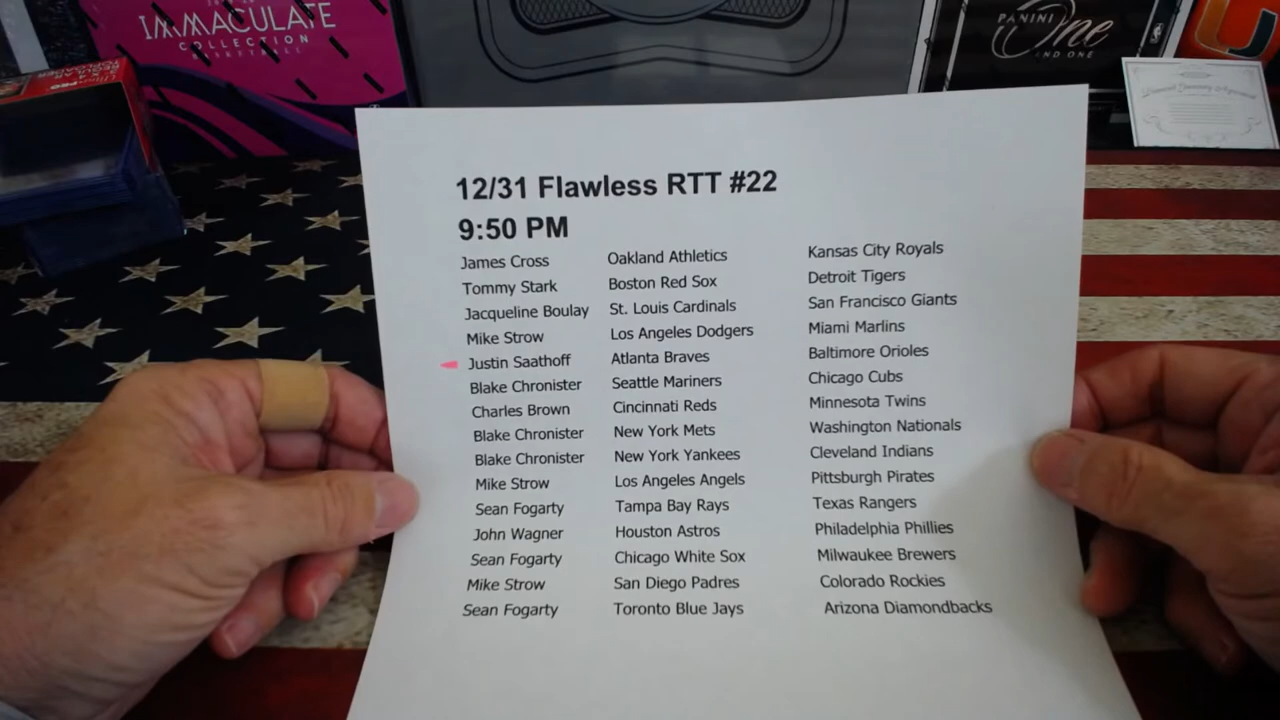 IMMACULATE
COLLECTION
BASKETBALL
PANINI
One
AND ONE
12/31 Flawless RTT #22
9:50 PM
James Cross Oakland Athletics Kansas City Royals
Tommy Stark Boston Red Sox Detroit Tigers
Jacqueline Boulay St. Louis Cardinals San Francisco Giants
Mike Strow Los Angeles Dodgers Miami Marlins
Justin Saathoff Atlanta Braves Baltimore Orioles
Blake Chronister Seattle Mariners Chicago Cubs
Charles Brown Cincinnati Reds Minnesota Twins
Blake Chronister New York Mets Washington Nationals
Blake Chronister New York Yankees Cleveland Indians
Mike Strow Los Angeles Angels Pittsburgh Pirates
Sean Fogarty Tampa Bay Rays Texas Rangers
John Wagner Houston Astros Philadelphia Phillies
Sean Fogarty Chicago White Sox Milwaukee Brewers
Mike Strow San Diego Padres Colorado Rockies
Sean Fogarty Toronto Blue Jays Arizona Diamondbacks